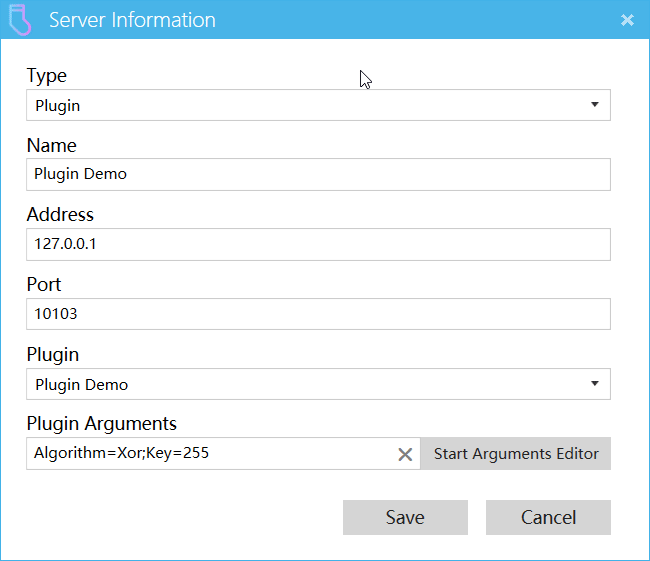 Server Information
Type
Plugin
Name
Plugin Demo
Address
127.0.0.1
Port
10103
Plugin
Plugin Demo
Plugin Arguments
Algorithm=Xor;Key=255 Start Arguments Editor
Save Cancel